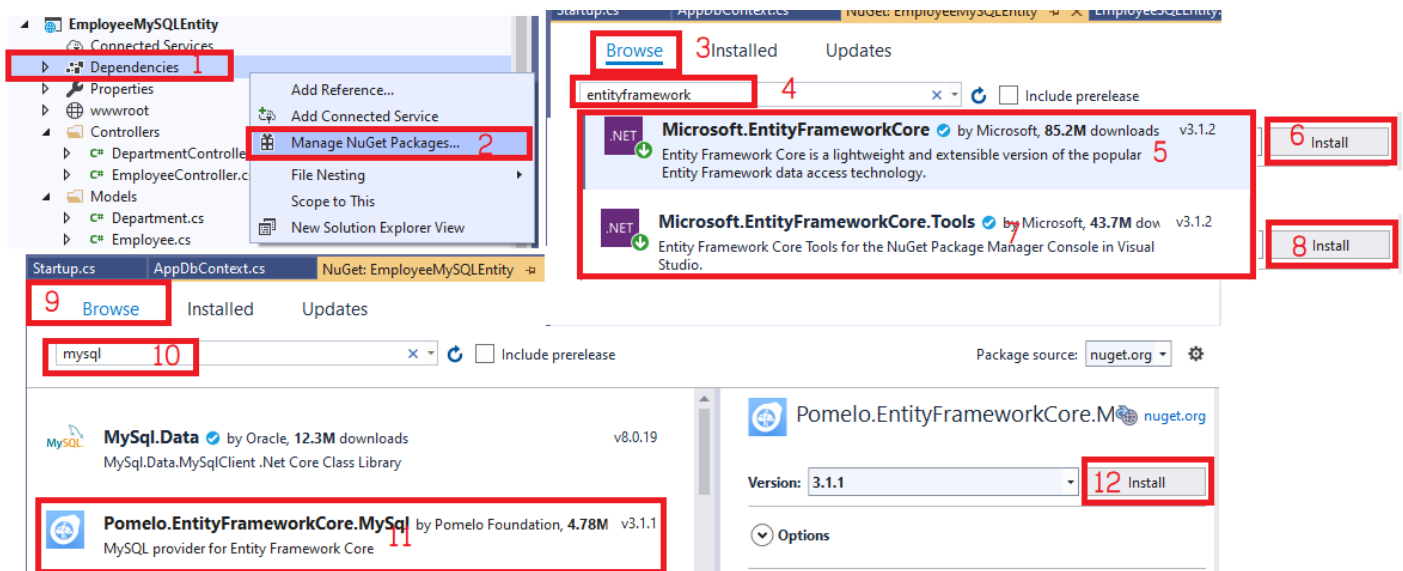 EmployeeMySQLEntity
Connected Services
Dependencies 1
Properties
wwwroot
Controllers
C# DepartmentControlle
C# EmployeeController.c
Models
C# Department.cs
C# Employee.cs
Add Reference...
Add Connected Service
Manage NuGet Packages... 2
File Nesting
Scope to This
New Solution Explorer View
Startup.cs AppDbContext.cs NuGet: EmployeeMySQLEntity EmployeeSQLEntity
Browse 3 Installed Updates
entityframework 4 Include prerelease
.NET Microsoft.EntityFrameworkCore by Microsoft, 85.2M downloads v3.1.2
5
Entity Framework Core is a lightweight and extensible version of the popular
Entity Framework data access technology.
6 Install
.NET Microsoft.EntityFrameworkCore.Tools by Microsoft, 43.7M dow v3.1.2
7
Entity Framework Core Tools for the NuGet Package Manager Console in Visual
Studio.
8 Install
Startup.cs AppDbContext.cs NuGet: EmployeeMySQLEntity
9 Browse Installed Updates
mysql 10 Include prerelease Package source: nuget.org
MySQL MySql.Data by Oracle, 12.3M downloads v8.0.19
MySql.Data.MySqlClient .Net Core Class Library
Pomelo.EntityFrameworkCore.MySql by Pomelo Foundation, 4.78M v3.1.1
11
MySQL provider for Entity Framework Core
Pomelo.EntityFrameworkCore.M nuget.org
Version: 3.1.1 12 Install
Options